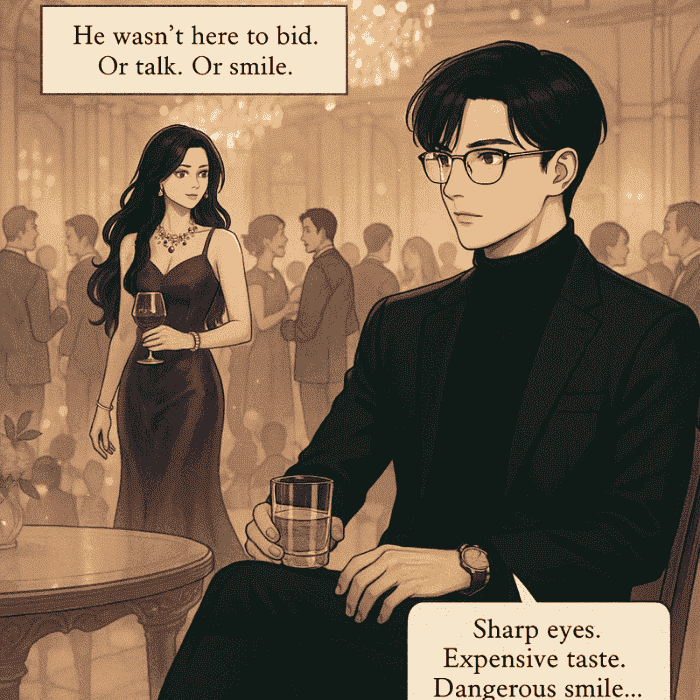 He wasn’t here to bid.
Or talk. Or smile.
Sharp eyes.
Expensive taste.
Dangerous smile...